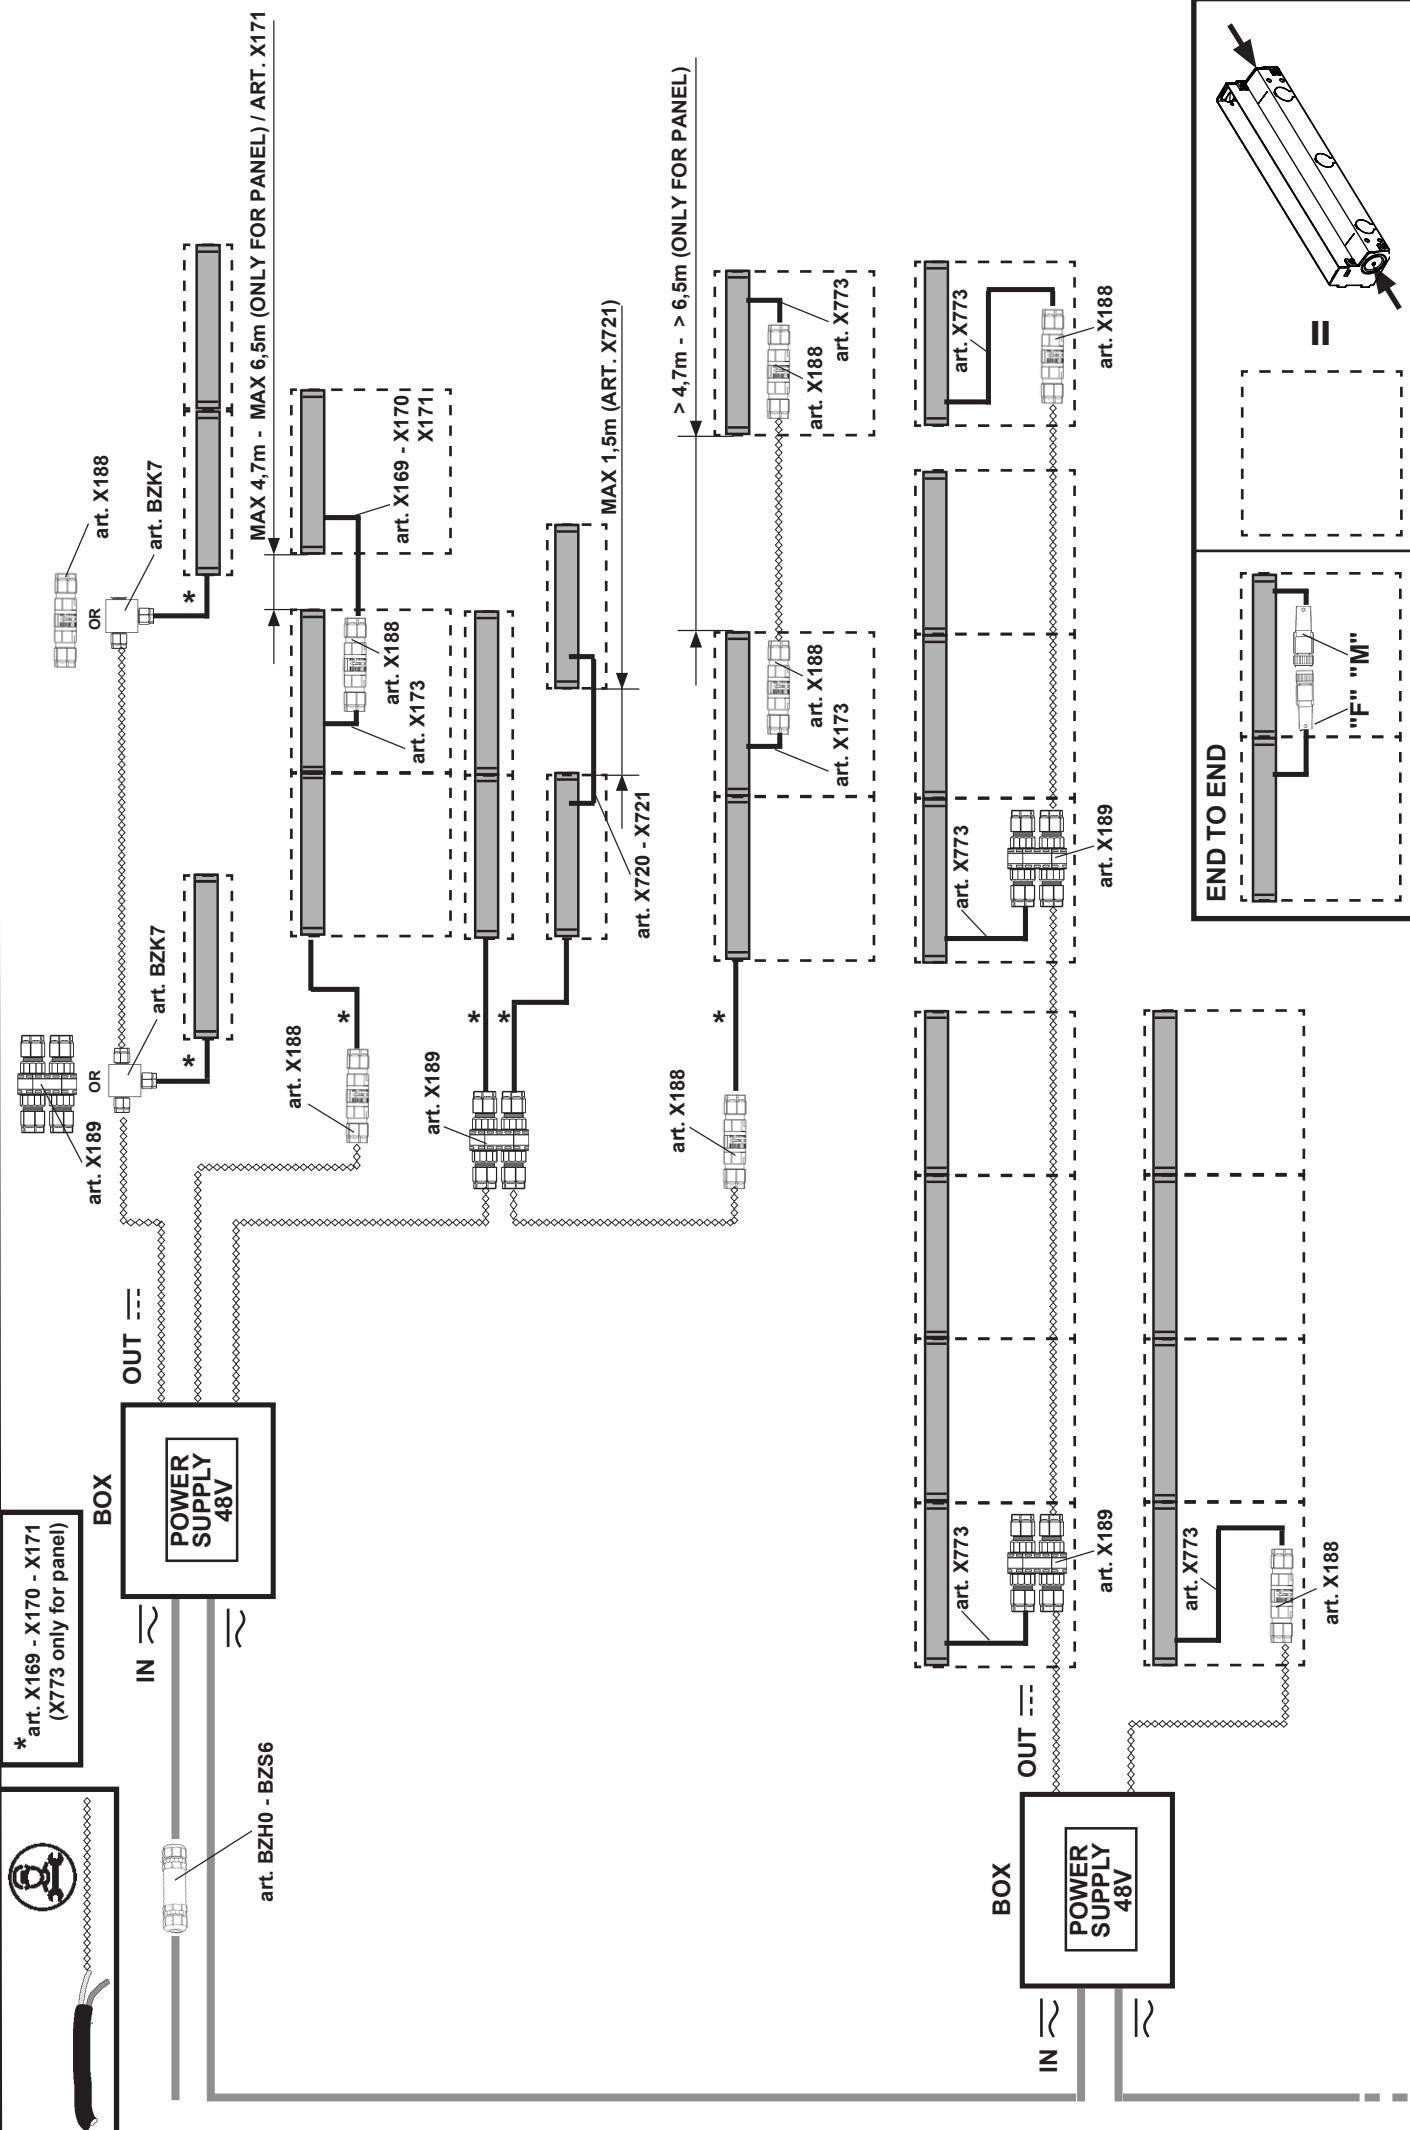 * art. X169 - X170 - X171
(X773 only for panel)
BOX
POWER
SUPPLY
48V
IN
OUT
art. BZH0 - BZS6
art. X189
OR
art. BZK7
*
art. X188
OR
art. BZK7
*
MAX 4,7m - MAX 6,5m (ONLY FOR PANEL) / ART. X171
art. X188
*
art. X173
art. X188
art. X169 - X170
X171
art. X189
*
*
art. X720 - X721
MAX 1,5m (ART. X721)
art. X188
*
art. X173
art. X188
> 4,7m - > 6,5m (ONLY FOR PANEL)
art. X188
art. X773
BOX
POWER
SUPPLY
48V
IN
OUT
art. X773
art. X189
art. X773
art. X189
art. X773
art. X188
art. X773
art. X188
END TO END
"F" "M"
=